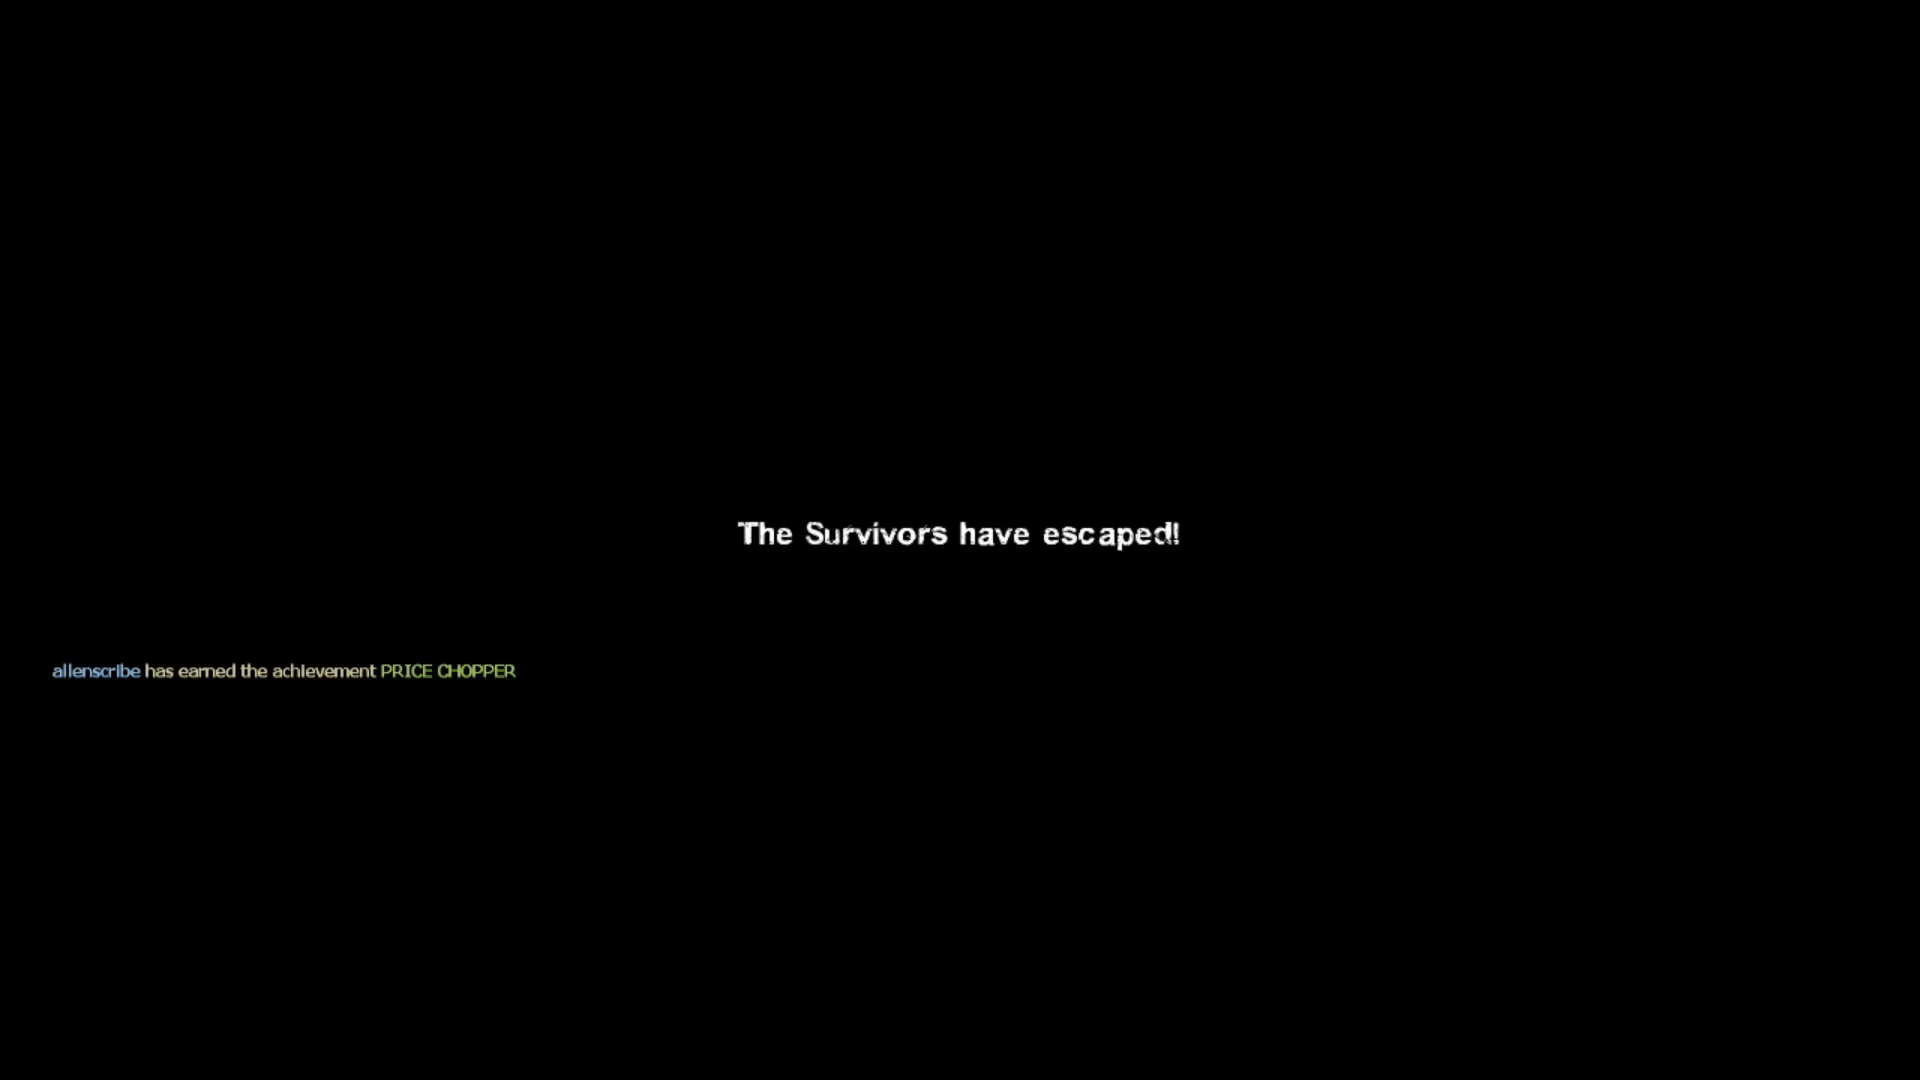 The Survivors have escaped!
allenscribe has earned the achievement PRICE CHOPPER